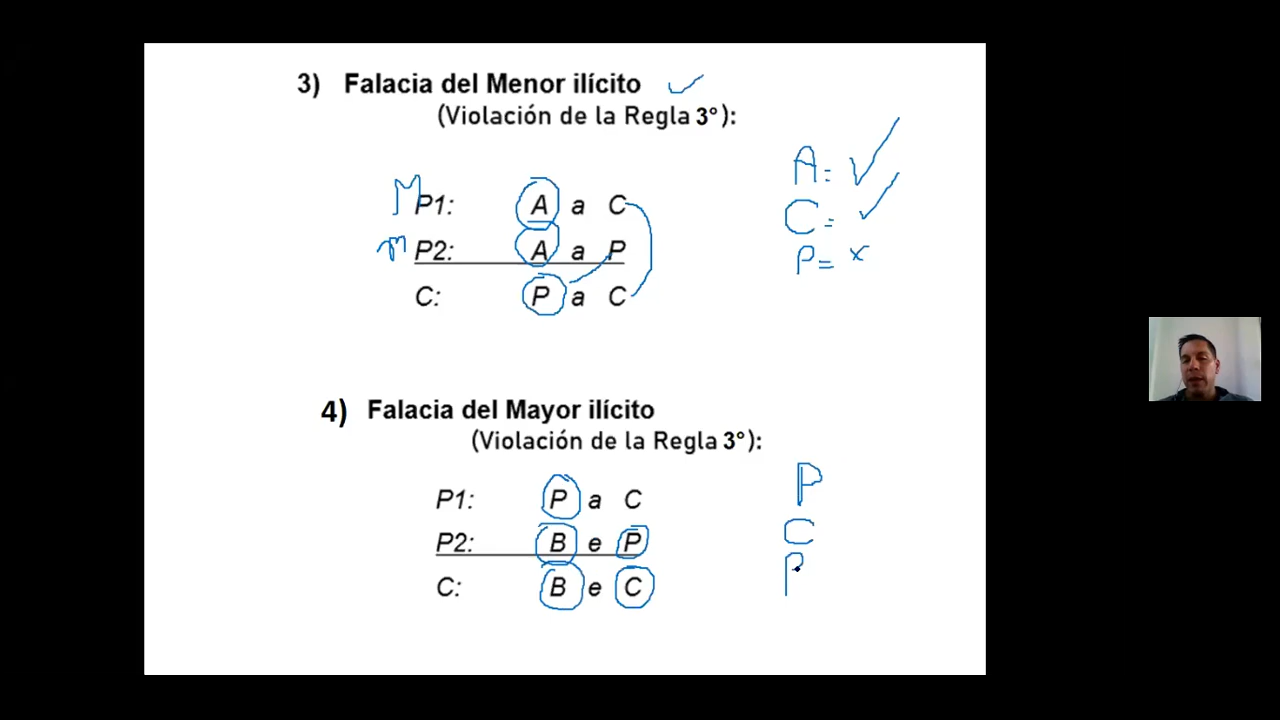 3) Falacia del Menor ilícito
(Violación de la Regla 3°):
M P1: A a C
m P2: A a P
C: P a C
A =
C =
P = x
4) Falacia del Mayor ilícito
(Violación de la Regla 3°):
P1: P a C
P2: B e P
C: B e C
P
C
P